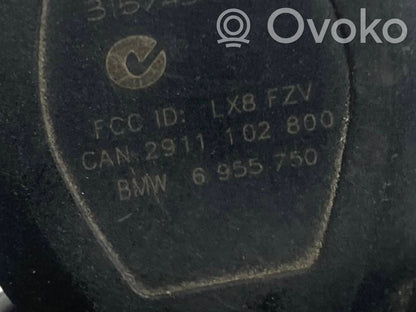 Ovoko
FCC ID: LX8 FZV
CAN 2911 102 800
BMW 6 955 750